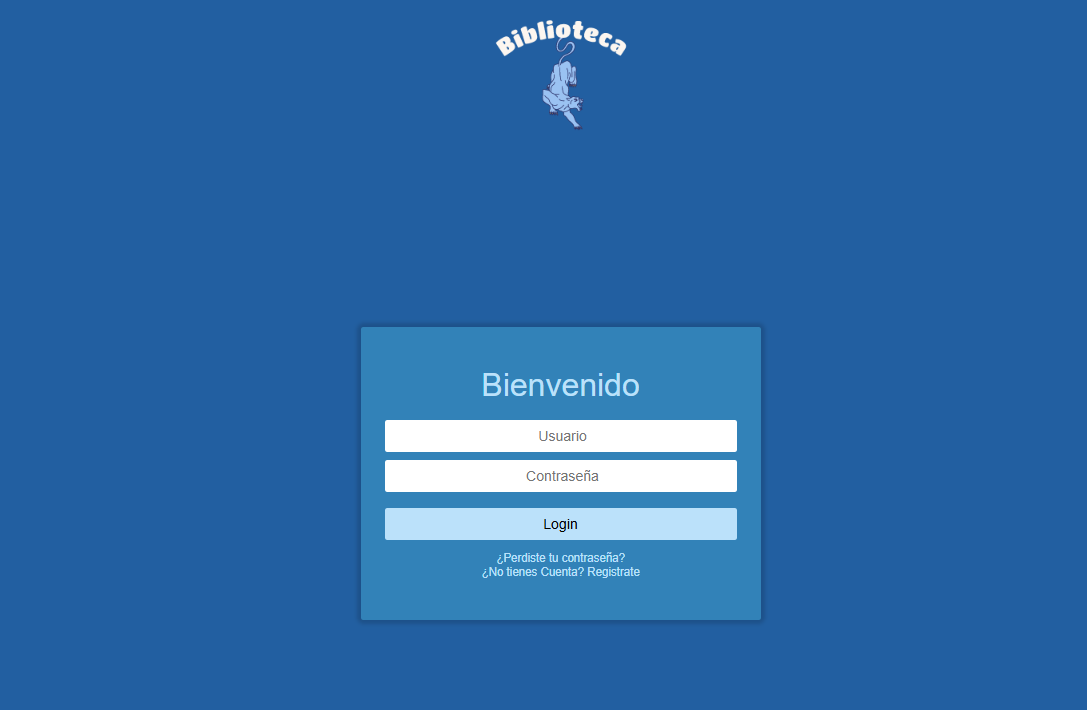 Biblioteca
Bienvenido
Usuario
Contraseña
Login
¿Perdiste tu contraseña?
¿No tienes Cuenta? Registrate